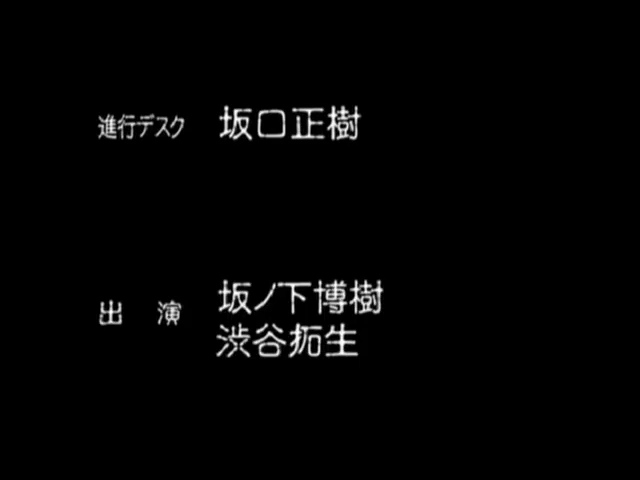 進行デスク 坂口正樹
出 演 坂ノ下博樹
渋谷拓生